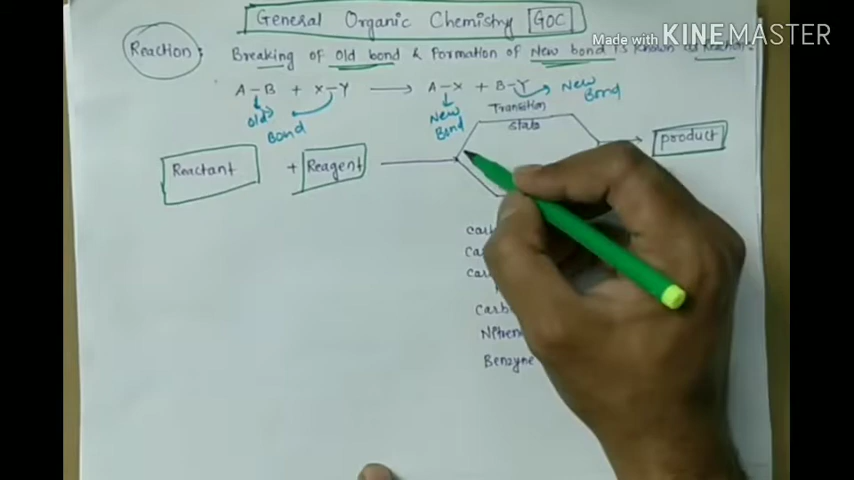 General Organic Chemistry GOC
Made with KINEMASTER
Reaction: Breaking of Old bond & Formation of New bond is known as
A-B + X-Y → A-X + B-Y New Bond
Old Bond
New Bond
Transition
state
product
Reactant + Reagent
Benzyne